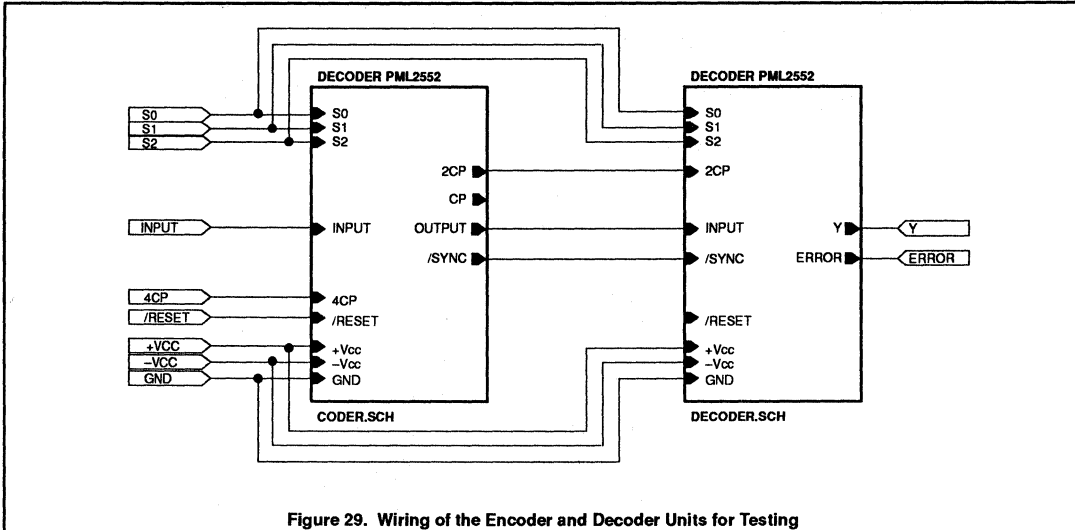 DECODER PML2552
DECODER PML2552
S0
S1
S2
S0
S1
S2
S0
S1
S2
2CP
CP
2CP
INPUT
INPUT
OUTPUT
INPUT
Y
Y
/SYNC
/SYNC
ERROR
ERROR
4CP
4CP
/RESET
/RESET
/RESET
+VCC
–VCC
GND
+Vcc
–Vcc
GND
+Vcc
–Vcc
GND
CODER.SCH
DECODER.SCH
Figure 29. Wiring of the Encoder and Decoder Units for Testing